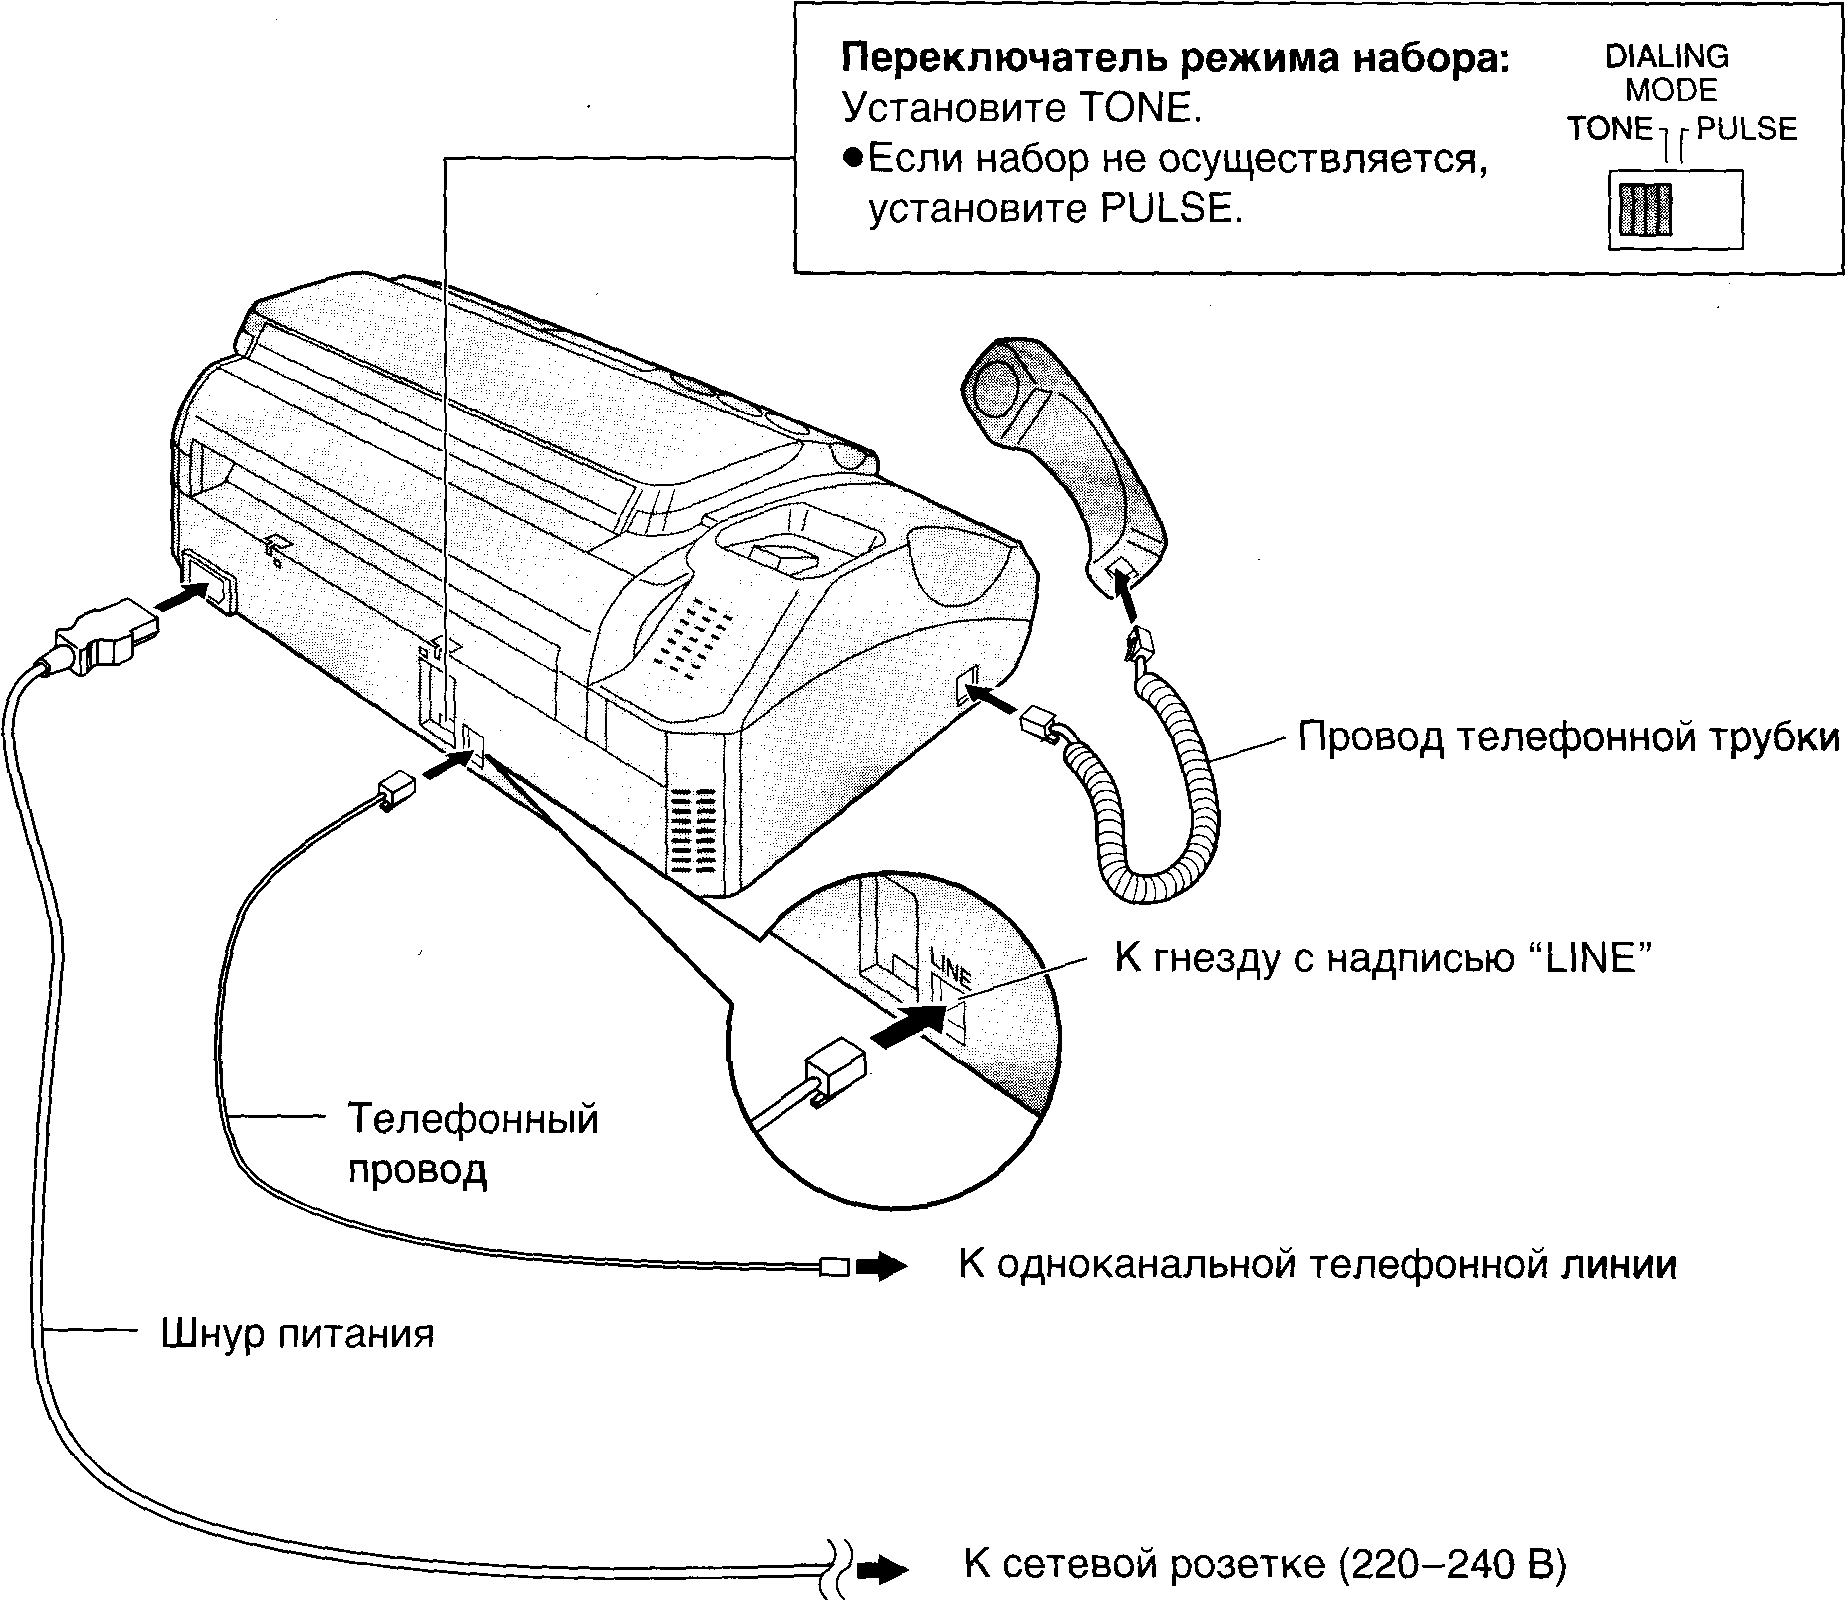 Переключатель режима набора:
Установите TONE.
●Если набор не осуществляется,
установите PULSE.
DIALING
MODE
TONE PULSE
Провод телефонной трубки
LINE
К гнезду с надписью “LINE”
Телефонный
провод
К одноканальной телефонной линии
Шнур питания
К сетевой розетке (220–240 В)